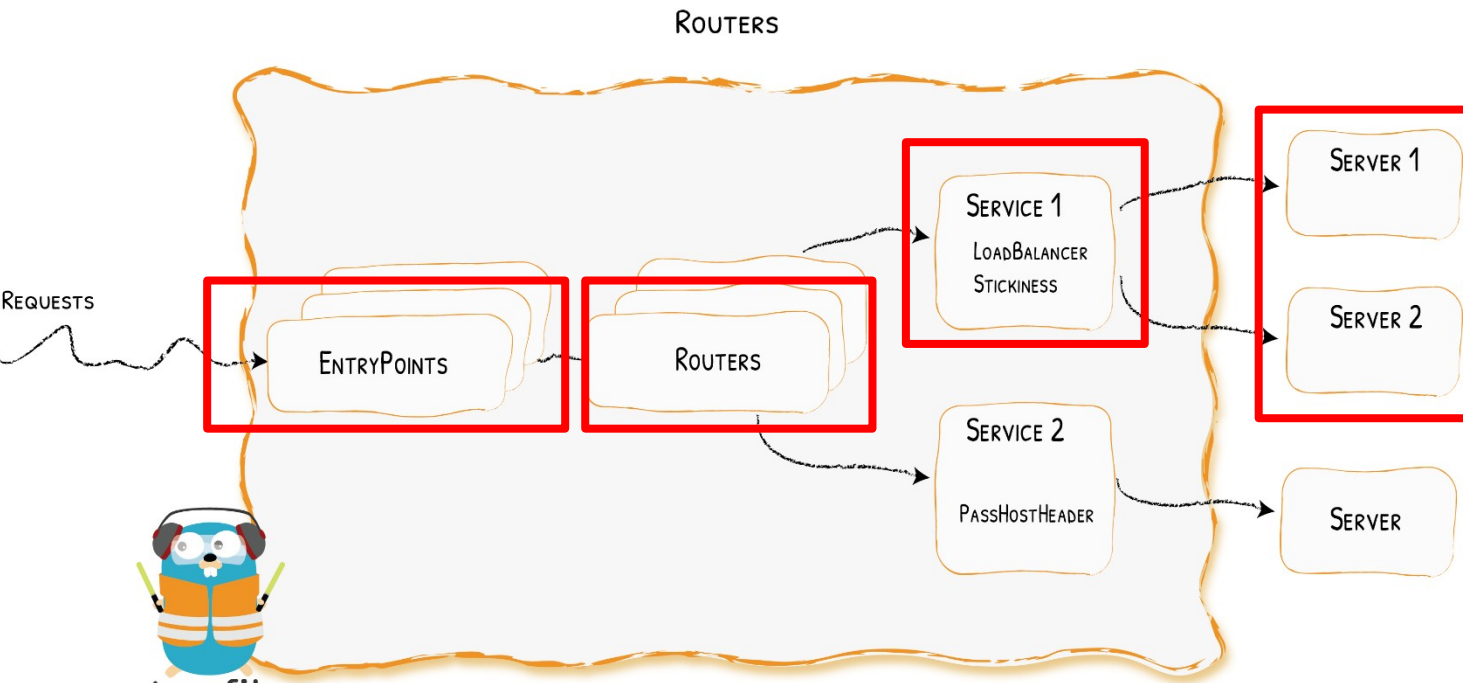 ROUTERS
REQUESTS
ENTRYPOINTS
ROUTERS
SERVICE 1
LOADBALANCER
STICKINESS
SERVICE 2
PASSHOSTHEADER
SERVER 1
SERVER 2
SERVER